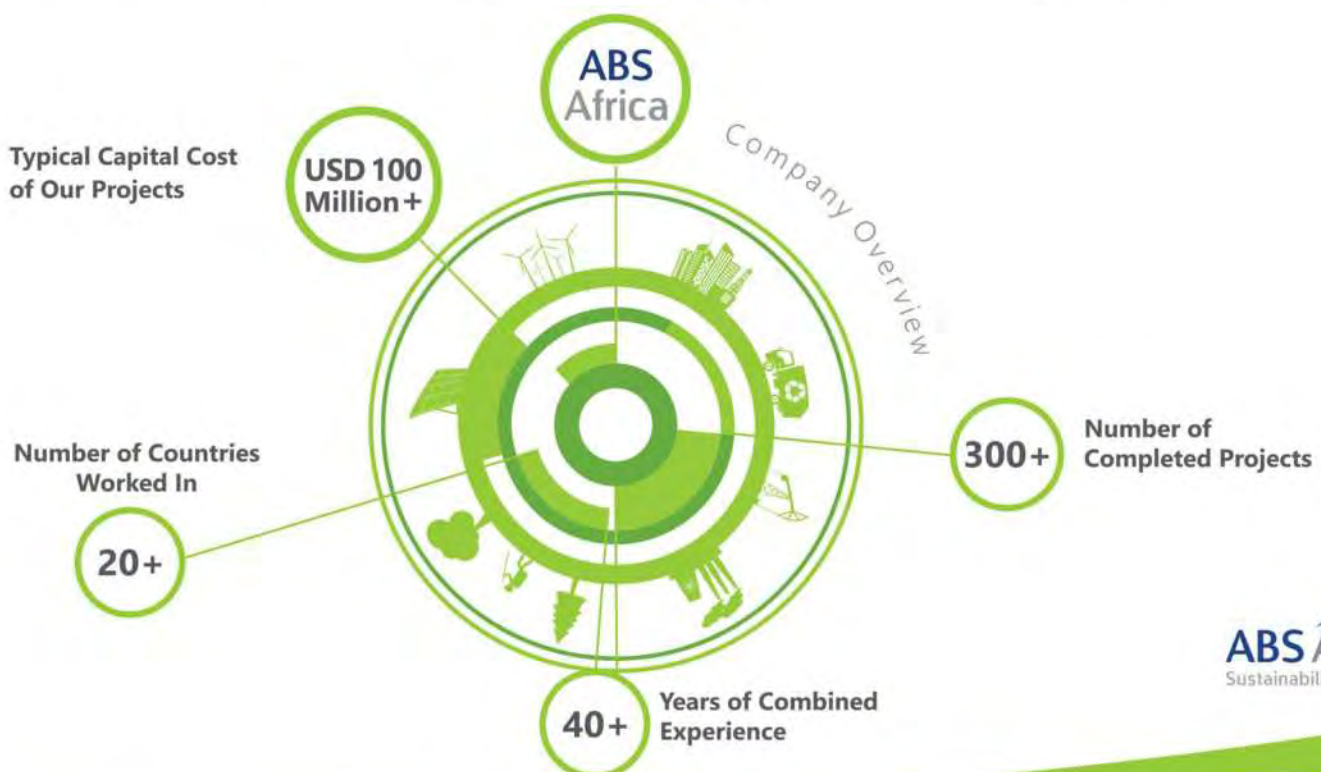 ABS
Africa
Company Overview
Typical Capital Cost
of Our Projects
USD 100
Million+
Number of Countries
Worked In
20+
300+
Number of
Completed Projects
40+
Years of Combined
Experience
ABS